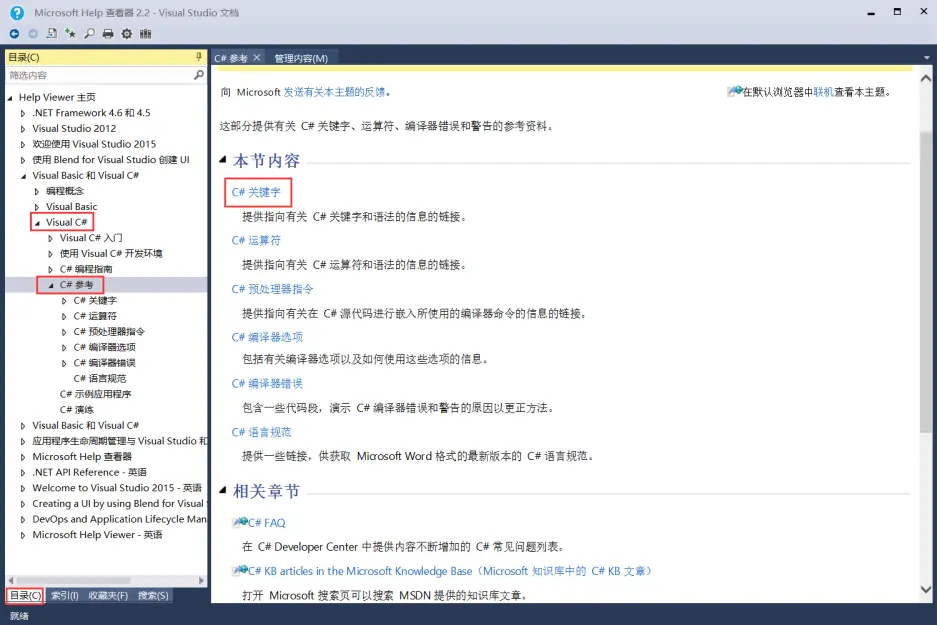 Microsoft Help 查看器 2.2 - Visual Studio 文档
目录(C)
筛选内容
Help Viewer 主页
.NET Framework 4.6 和 4.5
Visual Studio 2012
欢迎使用 Visual Studio 2015
使用 Blend for Visual Studio 创建 UI
Visual Basic 和 Visual C#
编程概念
Visual Basic
Visual C#
Visual C# 入门
使用 Visual C# 开发环境
C# 编程指南
C# 参考
C# 关键字
C# 运算符
C# 预处理器指令
C# 编译器选项
C# 编译器错误
C# 语言规范
C# 示例应用程序
C# 演练
Visual Basic 和 Visual C#
应用程序生命周期管理与 Visual Studio 和
Microsoft Help 查看器
.NET API Reference - 英语
Welcome to Visual Studio 2015 - 英语
Creating a UI by using Blend for Visual
DevOps and Application Lifecycle Man
Microsoft Help Viewer - 英语
目录(C) 索引(I) 收藏夹(F) 搜索(S)
就绪
C# 参考 管理内容(M)
向 Microsoft 发送有关本主题的反馈。 在默认浏览器中联机查看本主题。
这部分提供有关 C# 关键字、运算符、编译器错误和警告的参考资料。
本节内容
C# 关键字
提供指向有关 C# 关键字和语法的信息的链接。
C# 运算符
提供指向有关 C# 运算符和语法的信息的链接。
C# 预处理器指令
提供指向有关在 C# 源代码进行嵌入所使用的编译器命令的信息的链接。
C# 编译器选项
包括有关编译器选项以及如何使用这些选项的信息。
C# 编译器错误
包含一些代码段，演示 C# 编译器错误和警告的原因以更正方法。
C# 语言规范
提供一些链接，供获取 Microsoft Word 格式的最新版本的 C# 语言规范。
相关章节
C# FAQ
在 C# Developer Center 中提供内容不断增加的 C# 常见问题列表。
C# KB articles in the Microsoft Knowledge Base（Microsoft 知识库中的 C# KB 文章）
打开 Microsoft 搜索页可以搜索 MSDN 提供的知识库文章。